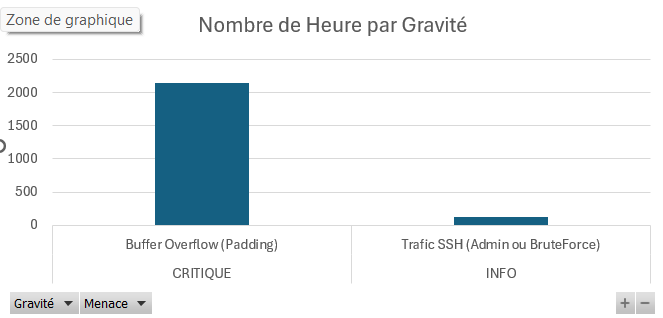 Zone de graphique
Nombre de Heure par Gravité
2500
2000
1500
1000
500
0
Buffer Overflow (Padding)
Trafic SSH (Admin ou BruteForce)
CRITIQUE
INFO
Gravité
Menace
+
−